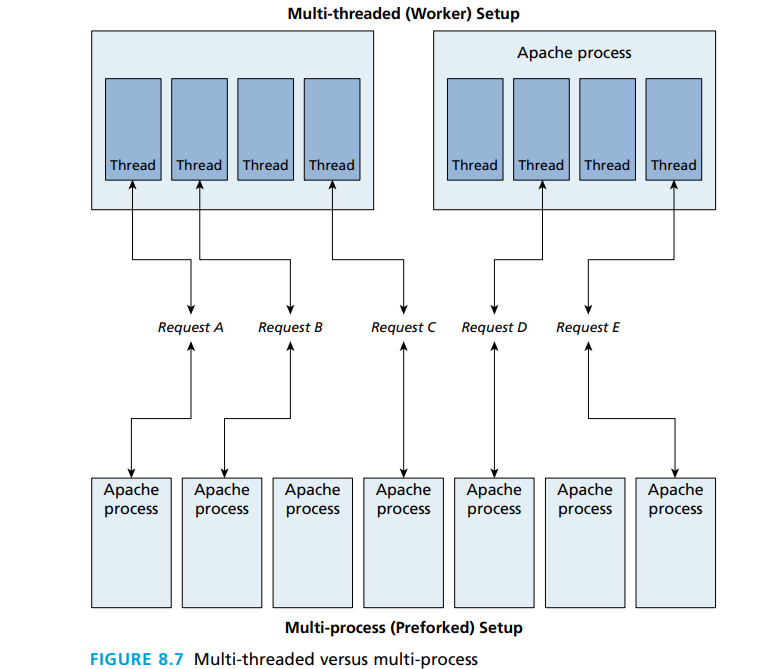 Multi-threaded (Worker) Setup
Apache process
Thread Thread Thread Thread Thread Thread Thread Thread
Request A Request B Request C Request D Request E
Apache Apache Apache Apache Apache Apache Apache
process process process process process process process
Multi-process (Preforked) Setup
FIGURE 8.7 Multi-threaded versus multi-process